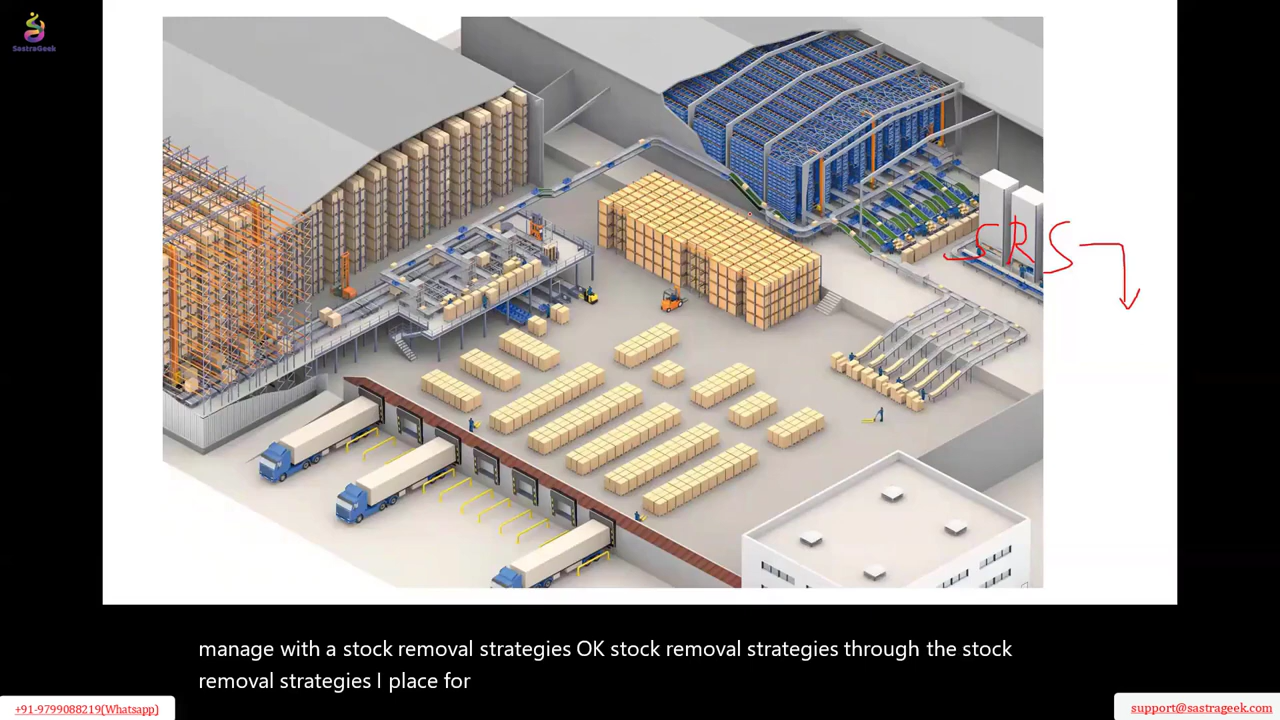 SastraGeek
SRS
manage with a stock removal strategies OK stock removal strategies through the stock
removal strategies I place for
+91-9799088219(Whatsapp)
support@sastrageek.com